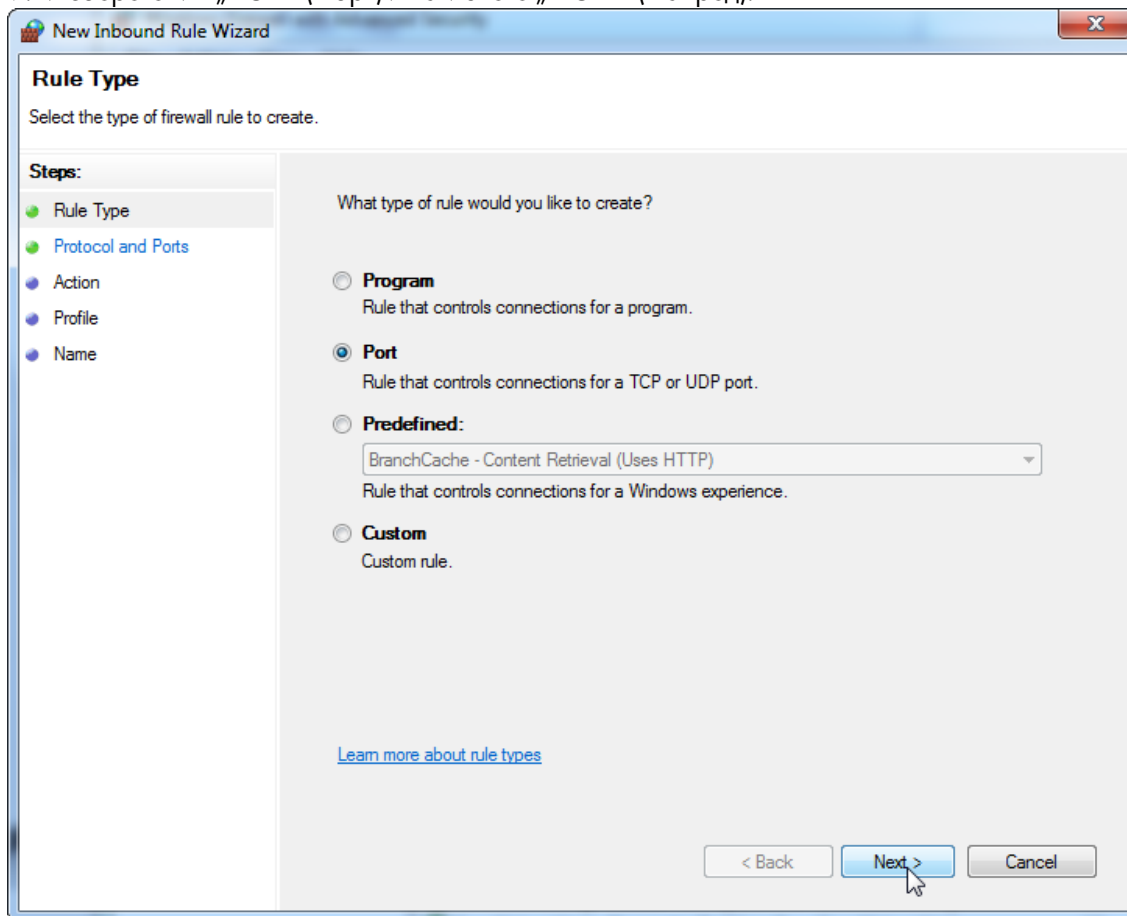 New Inbound Rule Wizard
Rule Type
Select the type of firewall rule to create.
Steps:
Rule Type
Protocol and Ports
Action
Profile
Name
What type of rule would you like to create?
Program
Rule that controls connections for a program.
Port
Rule that controls connections for a TCP or UDP port.
Predefined:
BranchCache - Content Retrieval (Uses HTTP)
Rule that controls connections for a Windows experience.
Custom
Custom rule.
Learn more about rule types
< Back
Next >
Cancel